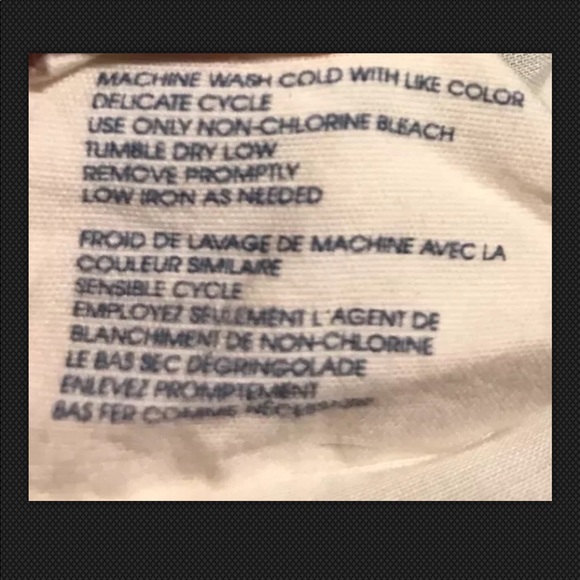 MACHINE WASH COLD WITH LIKE COLOR
DELICATE CYCLE
USE ONLY NON-CHLORINE BLEACH
TUMBLE DRY LOW
REMOVE PROMPTLY
LOW IRON AS NEEDED
FROID DE LAVAGE DE MACHINE AVEC LA
COULEUR SIMILAIRE
SENSIBLE CYCLE
EMPLOYEZ SEULEMENT L'AGENT DE
BLANCHIMENT DE NON-CHLORINE
LE BAS SEC DÉGRINGOLADE
ENLEVEZ PROMPTEMENT
BAS FER COMME NÉCESSAIRE